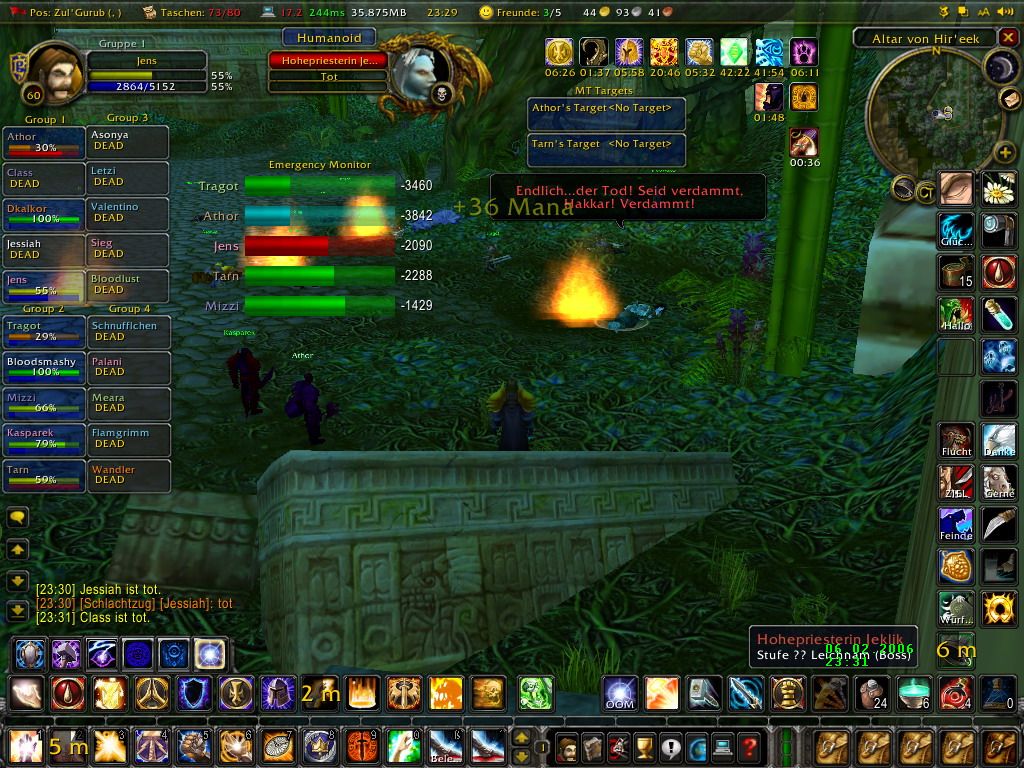 Pos: Zul'Gurub (, ) Taschen: 73/80 17.2 244ms 35.875MB 23:29 Freunde: 3/5 44 93 41
Gruppe 1
Jens
55%
2864/5152 55%
60
Humanoid
Hohepriesterin Je...
Tot
06:26 01:37 05:58 20:46 05:32 42:22 41:54 06:11
01:48
00:36
MT Targets
Athor's Target <No Target>
Tarn's Target <No Target>
Altar von Hir'eek
N
Group 1
Athor
30%
Class
DEAD
Dkalkor
100%
Jessiah
DEAD
Jens
55%
Group 2
Tragot
29%
Bloodsmashy
100%
Mizzi
66%
Kasparek
79%
Tarn
59%
Group 3
Asonya
DEAD
Letzi
DEAD
Valentino
DEAD
Sieg
DEAD
Bloodlust
DEAD
Group 4
Schnufflchen
DEAD
Palani
DEAD
Meara
DEAD
Flamgrimm
DEAD
Wandler
DEAD
Emergency Monitor
Tragot -3460
Athor -3842
Jens -2090
Tarn -2288
Mizzi -1429
+36 Mana
Endlich...der Tod! Seid verdammt,
Hakkar! Verdammt!
Kasparek
Athor
[23:30] Jessiah ist tot.
[23:30] [Schlachtzug] [Jessiah]: tot
[23:31] Class ist tot.
Hohepriesterin Jeklik
Stufe ?? Leichnam (Boss)
06.02.2006
23:31
15
Hallo
Flucht
Danke
ZIEL
Gerne
Feinde
Würf...
6 m
2 m
OOM
24
6
4
0
5 m
Bele...